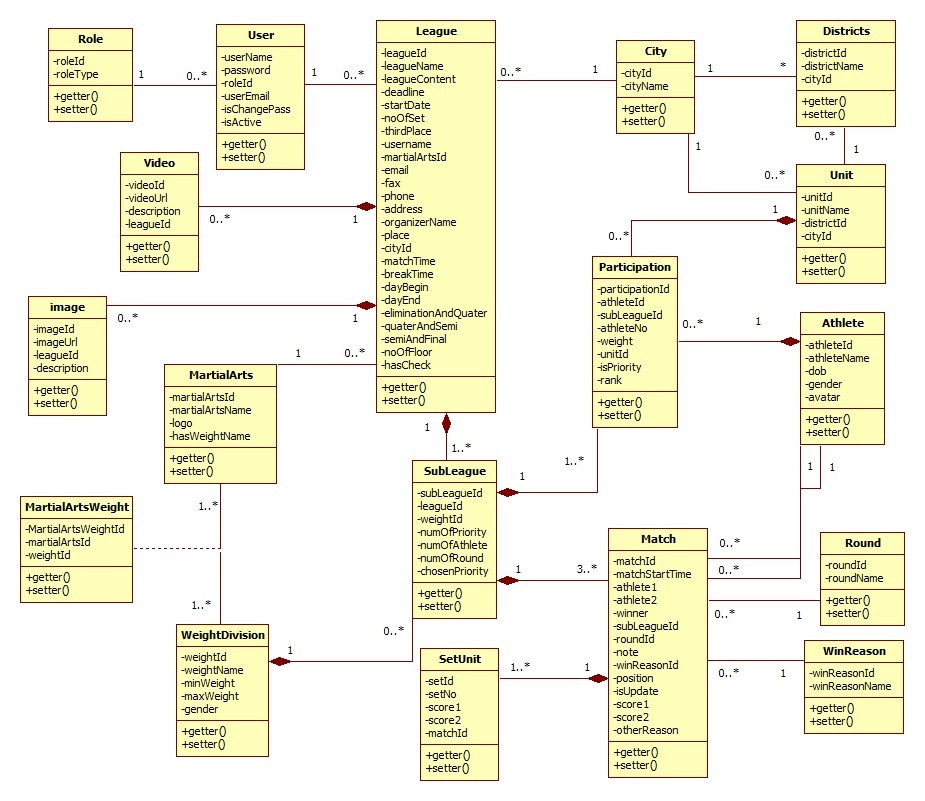 Role
-roleId
-roleType
+getter()
+setter()
1
0..*
User
-userName
-password
-roleId
-userEmail
-isChangePass
-isActive
+getter()
+setter()
1
0..*
League
-leagueId
-leagueName
-leagueContent
-deadline
-startDate
-noOfSet
-thirdPlace
-username
-martialArtsId
-email
-fax
-phone
-address
-organizerName
-place
-cityId
-matchTime
-breakTime
-dayBegin
-dayEnd
-eliminationAndQuater
-quaterAndSemi
-semiAndFinal
-noOfFloor
-hasCheck
+getter()
+setter()
0..*
1
City
-cityId
-cityName
+getter()
+setter()
1
*
Districts
-districtId
-districtName
-cityId
+getter()
+setter()
0..*
1
1
0..*
Unit
-unitId
-unitName
-districtId
-cityId
+getter()
+setter()
1
0..*
Video
-videoId
-videoUrl
-description
-leagueId
+getter()
+setter()
0..*
1
image
-imageId
-imageUrl
-leagueId
-description
+getter()
+setter()
0..*
1
Participation
-participationId
-athleteId
-subLeagueId
-athleteNo
-weight
-unitId
-isPriority
-rank
+getter()
+setter()
0..*
1
Athlete
-athleteId
-athleteName
-dob
-gender
-avatar
+getter()
+setter()
1
1
MartialArts
-martialArtsId
-martialArtsName
-logo
-hasWeightName
+getter()
+setter()
1
0..*
1..*
1
1..*
SubLeague
-subLeagueId
-leagueId
-weightId
-numOfPriority
-numOfAthlete
-numOfRound
-chosenPriority
+getter()
+setter()
1
1..*
1
3..*
0..*
MartialArtsWeight
-MartialArtsWeightId
-martialArtsId
-weightId
+getter()
+setter()
Match
-matchId
-matchStartTime
-athlete1
-athlete2
-winner
-subLeagueId
-roundId
-note
-winReasonId
-position
-isUpdate
-score1
-score2
-otherReason
+getter()
+setter()
0..*
0..*
0..*
1
0..*
1
Round
-roundId
-roundName
+getter()
+setter()
WinReason
-winReasonId
-winReasonName
+getter()
+setter()
1..*
WeightDivision
-weightId
-weightName
-minWeight
-maxWeight
-gender
+getter()
+setter()
1
SetUnit
-setId
-setNo
-score1
-score2
-matchId
+getter()
+setter()
1..*
1